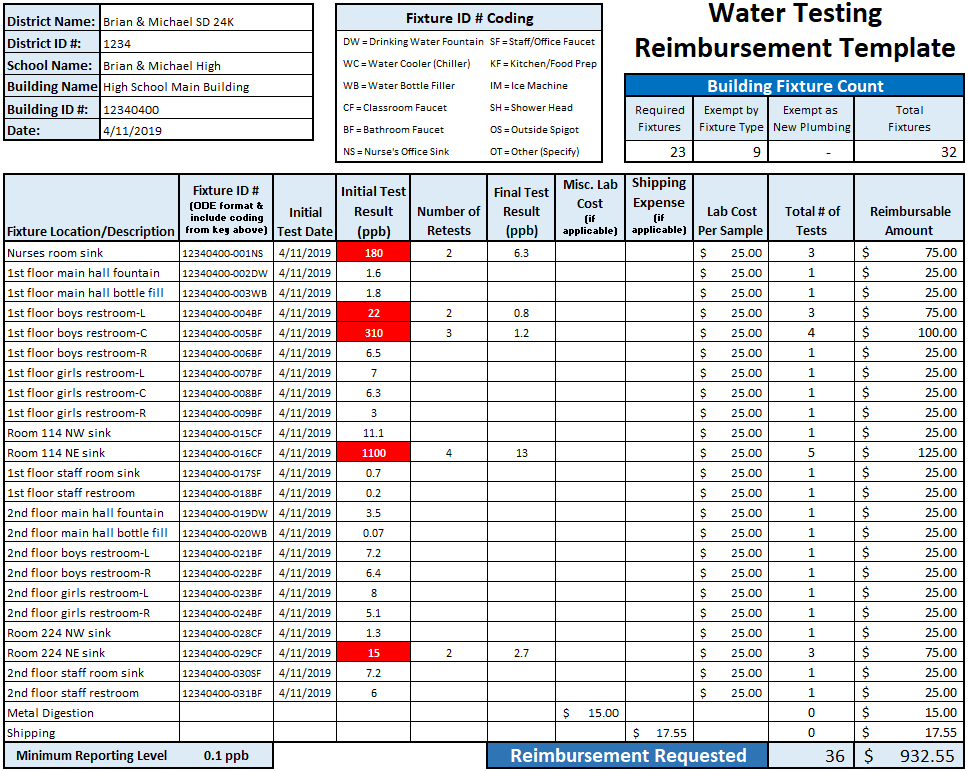 District Name: Brian & Michael SD 24K
District ID #: 1234
School Name: Brian & Michael High
Building Name High School Main Building
Building ID #: 12340400
Date: 4/11/2019
Fixture ID # Coding
DW = Drinking Water Fountain SF = Staff/Office Faucet
WC = Water Cooler (Chiller) KF = Kitchen/Food Prep
WB = Water Bottle Filler IM = Ice Machine
CF = Classroom Faucet SH = Shower Head
BF = Bathroom Faucet OS = Outside Spigot
NS = Nurse's Office Sink OT = Other (Specify)
Water Testing
Reimbursement Template
Building Fixture Count
Required Fixtures Exempt by Fixture Type Exempt as New Plumbing Total Fixtures
23 9 - 32
Fixture Location/Description Fixture ID # (ODE format & include coding from key above) Initial Test Date Initial Test Result (ppb) Number of Retests Final Test Result (ppb) Misc. Lab Cost (if applicable) Shipping Expense (if applicable) Lab Cost Per Sample Total # of Tests Reimbursable Amount
Nurses room sink 12340400-001NS 4/11/2019 180 2 6.3 $ 25.00 3 $ 75.00
1st floor main hall fountain 12340400-002DW 4/11/2019 1.6 $ 25.00 1 $ 25.00
1st floor main hall bottle fill 12340400-003WB 4/11/2019 1.8 $ 25.00 1 $ 25.00
1st floor boys restroom-L 12340400-004BF 4/11/2019 22 2 0.8 $ 25.00 3 $ 75.00
1st floor boys restroom-C 12340400-005BF 4/11/2019 310 3 1.2 $ 25.00 4 $ 100.00
1st floor boys restroom-R 12340400-006BF 4/11/2019 6.5 $ 25.00 1 $ 25.00
1st floor girls restroom-L 12340400-007BF 4/11/2019 7 $ 25.00 1 $ 25.00
1st floor girls restroom-C 12340400-008BF 4/11/2019 6.3 $ 25.00 1 $ 25.00
1st floor girls restroom-R 12340400-009BF 4/11/2019 3 $ 25.00 1 $ 25.00
Room 114 NW sink 12340400-015CF 4/11/2019 11.1 $ 25.00 1 $ 25.00
Room 114 NE sink 12340400-016CF 4/11/2019 1100 4 13 $ 25.00 5 $ 125.00
1st floor staff room sink 12340400-017SF 4/11/2019 0.7 $ 25.00 1 $ 25.00
1st floor staff restroom 12340400-018BF 4/11/2019 0.2 $ 25.00 1 $ 25.00
2nd floor main hall fountain 12340400-019DW 4/11/2019 3.5 $ 25.00 1 $ 25.00
2nd floor main hall bottle fill 12340400-020WB 4/11/2019 0.07 $ 25.00 1 $ 25.00
2nd floor boys restroom-L 12340400-021BF 4/11/2019 7.2 $ 25.00 1 $ 25.00
2nd floor boys restroom-R 12340400-022BF 4/11/2019 6.4 $ 25.00 1 $ 25.00
2nd floor girls restroom-L 12340400-023BF 4/11/2019 8 $ 25.00 1 $ 25.00
2nd floor girls restroom-R 12340400-024BF 4/11/2019 5.1 $ 25.00 1 $ 25.00
Room 224 NW sink 12340400-028CF 4/11/2019 1.3 $ 25.00 1 $ 25.00
Room 224 NE sink 12340400-029CF 4/11/2019 15 2 2.7 $ 25.00 3 $ 75.00
2nd floor staff room sink 12340400-030SF 4/11/2019 7.2 $ 25.00 1 $ 25.00
2nd floor staff restroom 12340400-031BF 4/11/2019 6 $ 25.00 1 $ 25.00
Metal Digestion $ 15.00 0 $ 15.00
Shipping $ 17.55 0 $ 17.55
Minimum Reporting Level 0.1 ppb Reimbursement Requested 36 $ 932.55